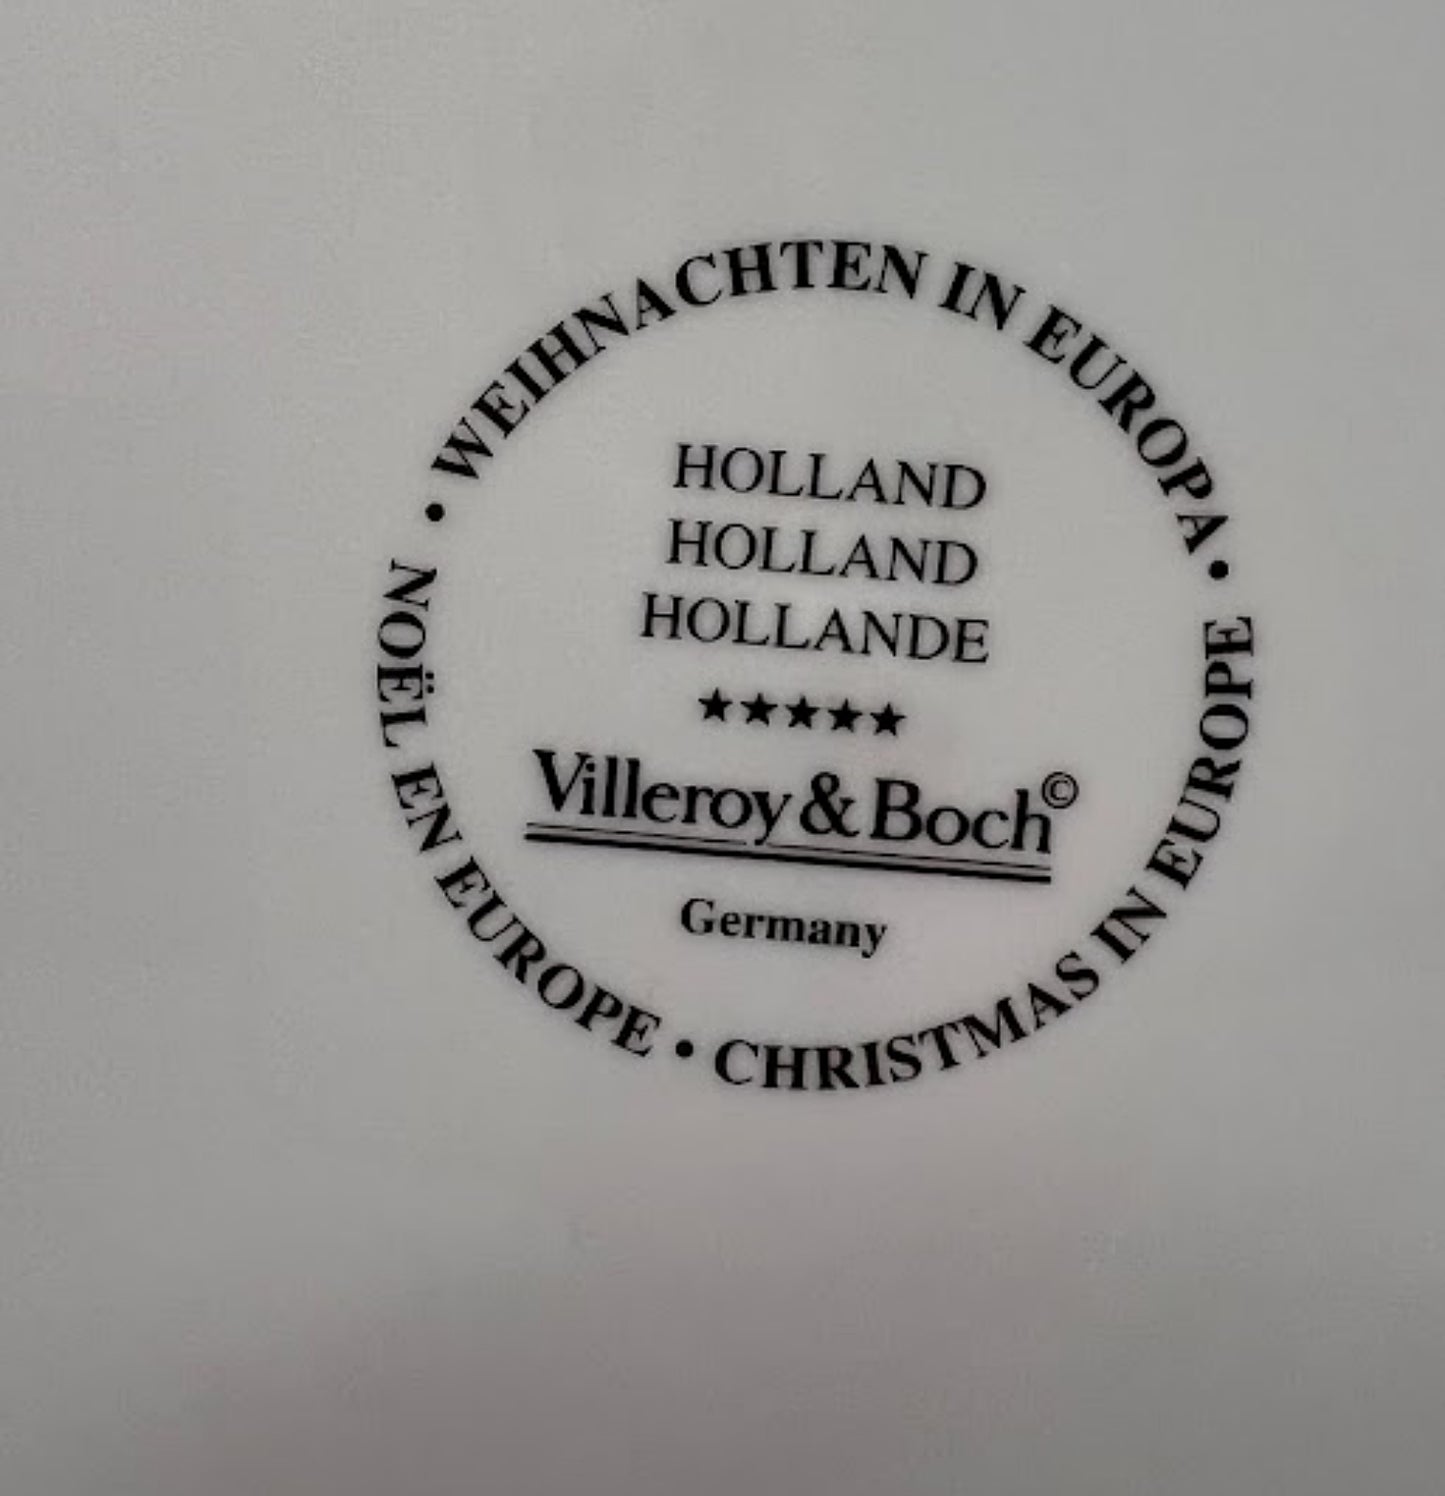 • WEIHNACHTEN IN EUROPA •
HOLLAND
HOLLAND
HOLLANDE
★★★★★
Villeroy & Boch©
Germany
NOËL EN EUROPE • CHRISTMAS IN EUROPE